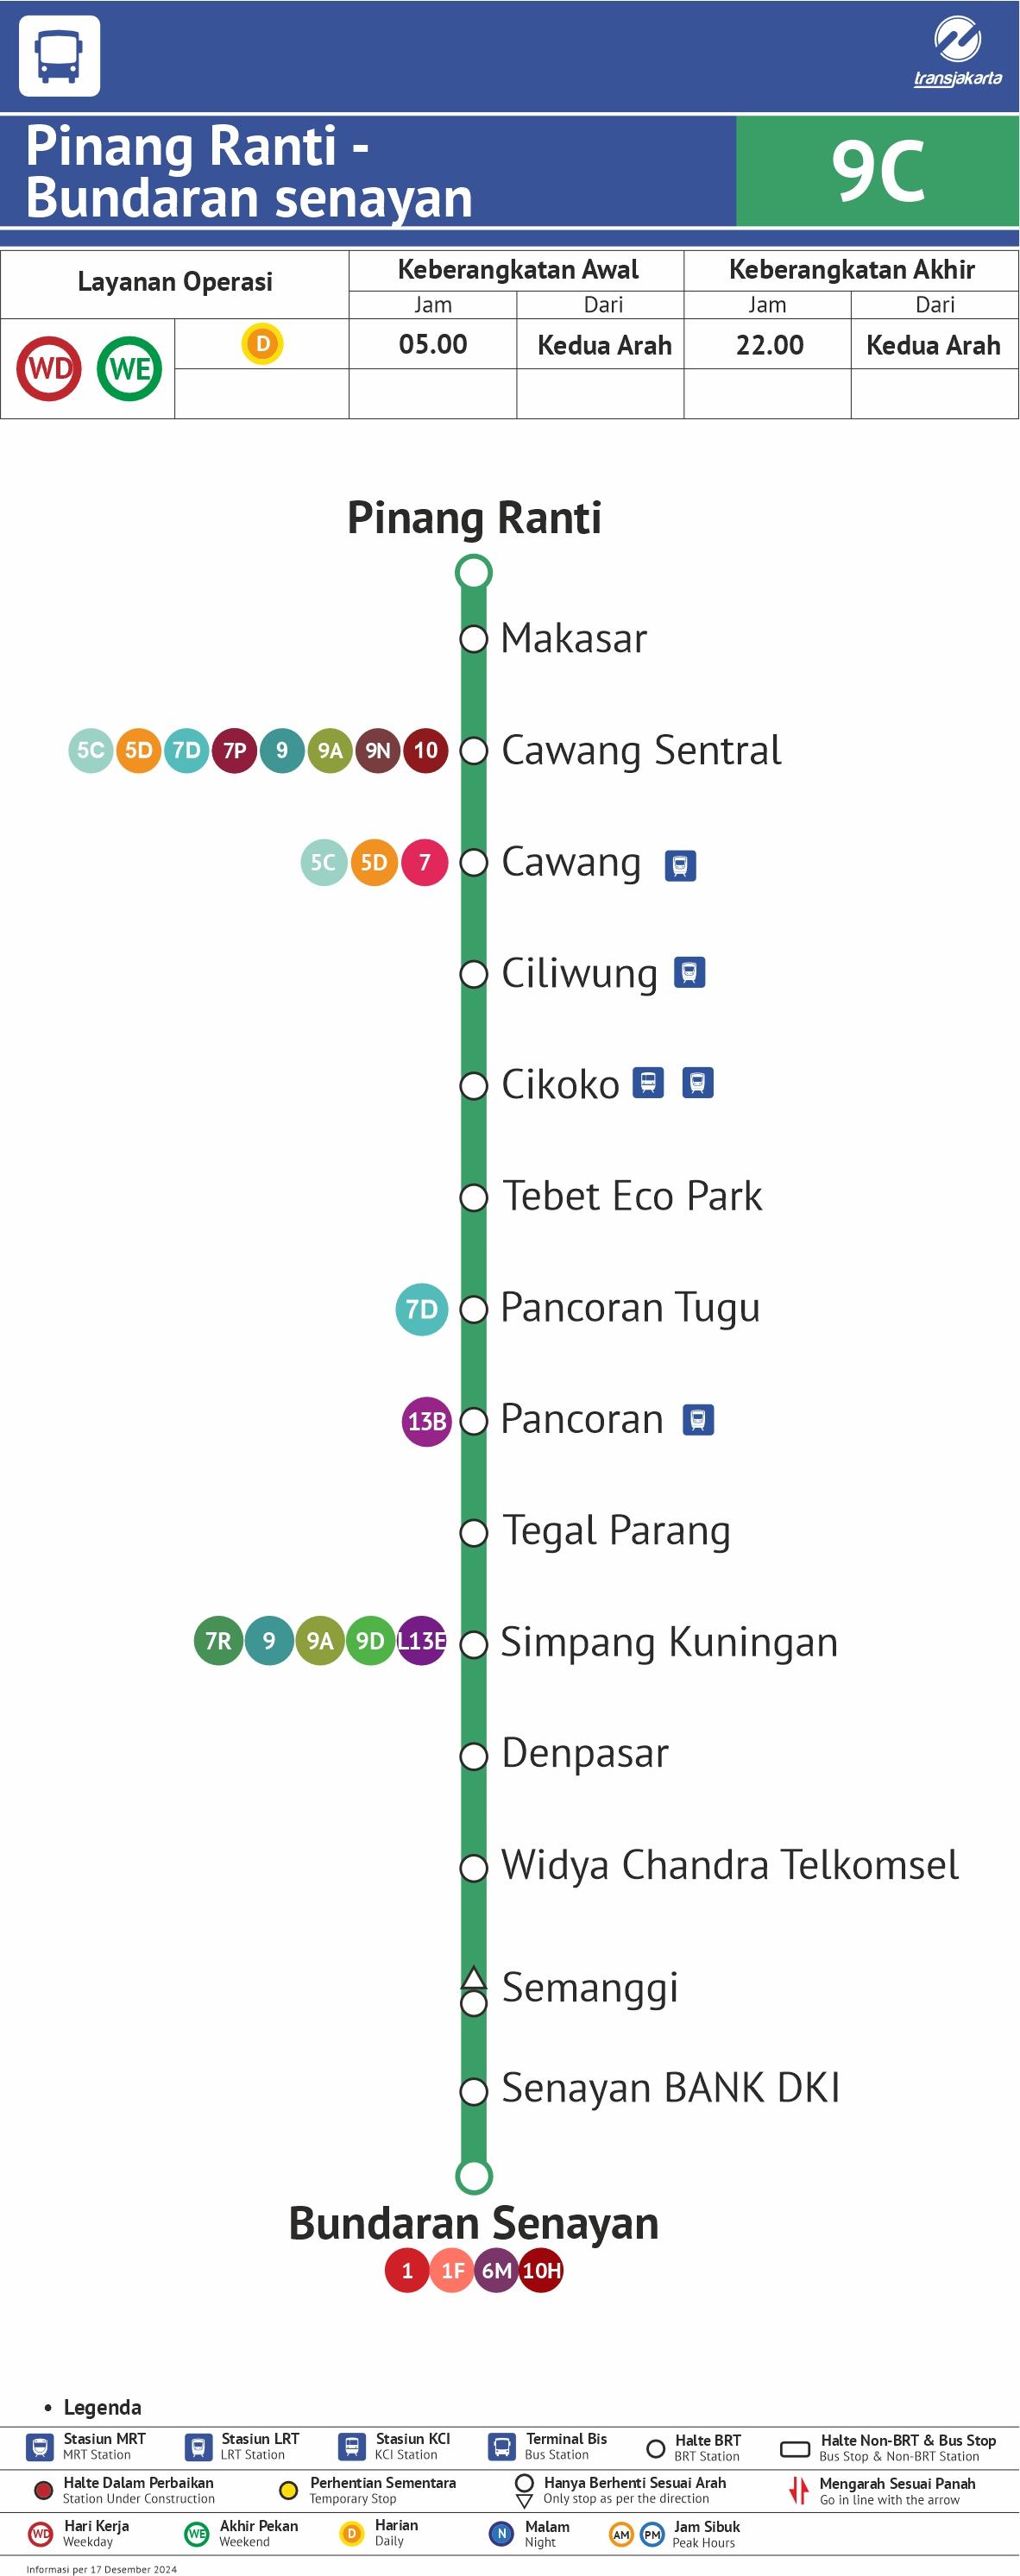 transjakarta
Pinang Ranti -
Bundaran senayan
9C
Layanan Operasi
Keberangkatan Awal
Keberangkatan Akhir
Jam
Dari
Jam
Dari
WD
WE
D
05.00
Kedua Arah
22.00
Kedua Arah
Pinang Ranti
Makasar
5C 5D 7D 7P 9 9A 9N 10 Cawang Sentral
5C 5D 7 Cawang
Ciliwung
Cikoko
Tebet Eco Park
7D Pancoran Tugu
13B Pancoran
Tegal Parang
7R 9 9A 9D L13E Simpang Kuningan
Denpasar
Widya Chandra Telkomsel
Semanggi
Senayan BANK DKI
Bundaran Senayan
1 1F 6M 10H
• Legenda
Stasiun MRT
MRT Station
Stasiun LRT
LRT Station
Stasiun KCI
KCI Station
Terminal Bis
Bus Station
Halte BRT
BRT Station
Halte Non-BRT & Bus Stop
Bus Stop & Non-BRT Station
Halte Dalam Perbaikan
Station Under Construction
Perhentian Sementara
Temporary Stop
Hanya Berhenti Sesuai Arah
Only stop as per the direction
Mengarah Sesuai Panah
Go in line with the arrow
WD
Hari Kerja
Weekday
WE
Akhir Pekan
Weekend
D
Harian
Daily
N
Malam
Night
AM PM
Jam Sibuk
Peak Hours
Informasi per 17 Desember 2024